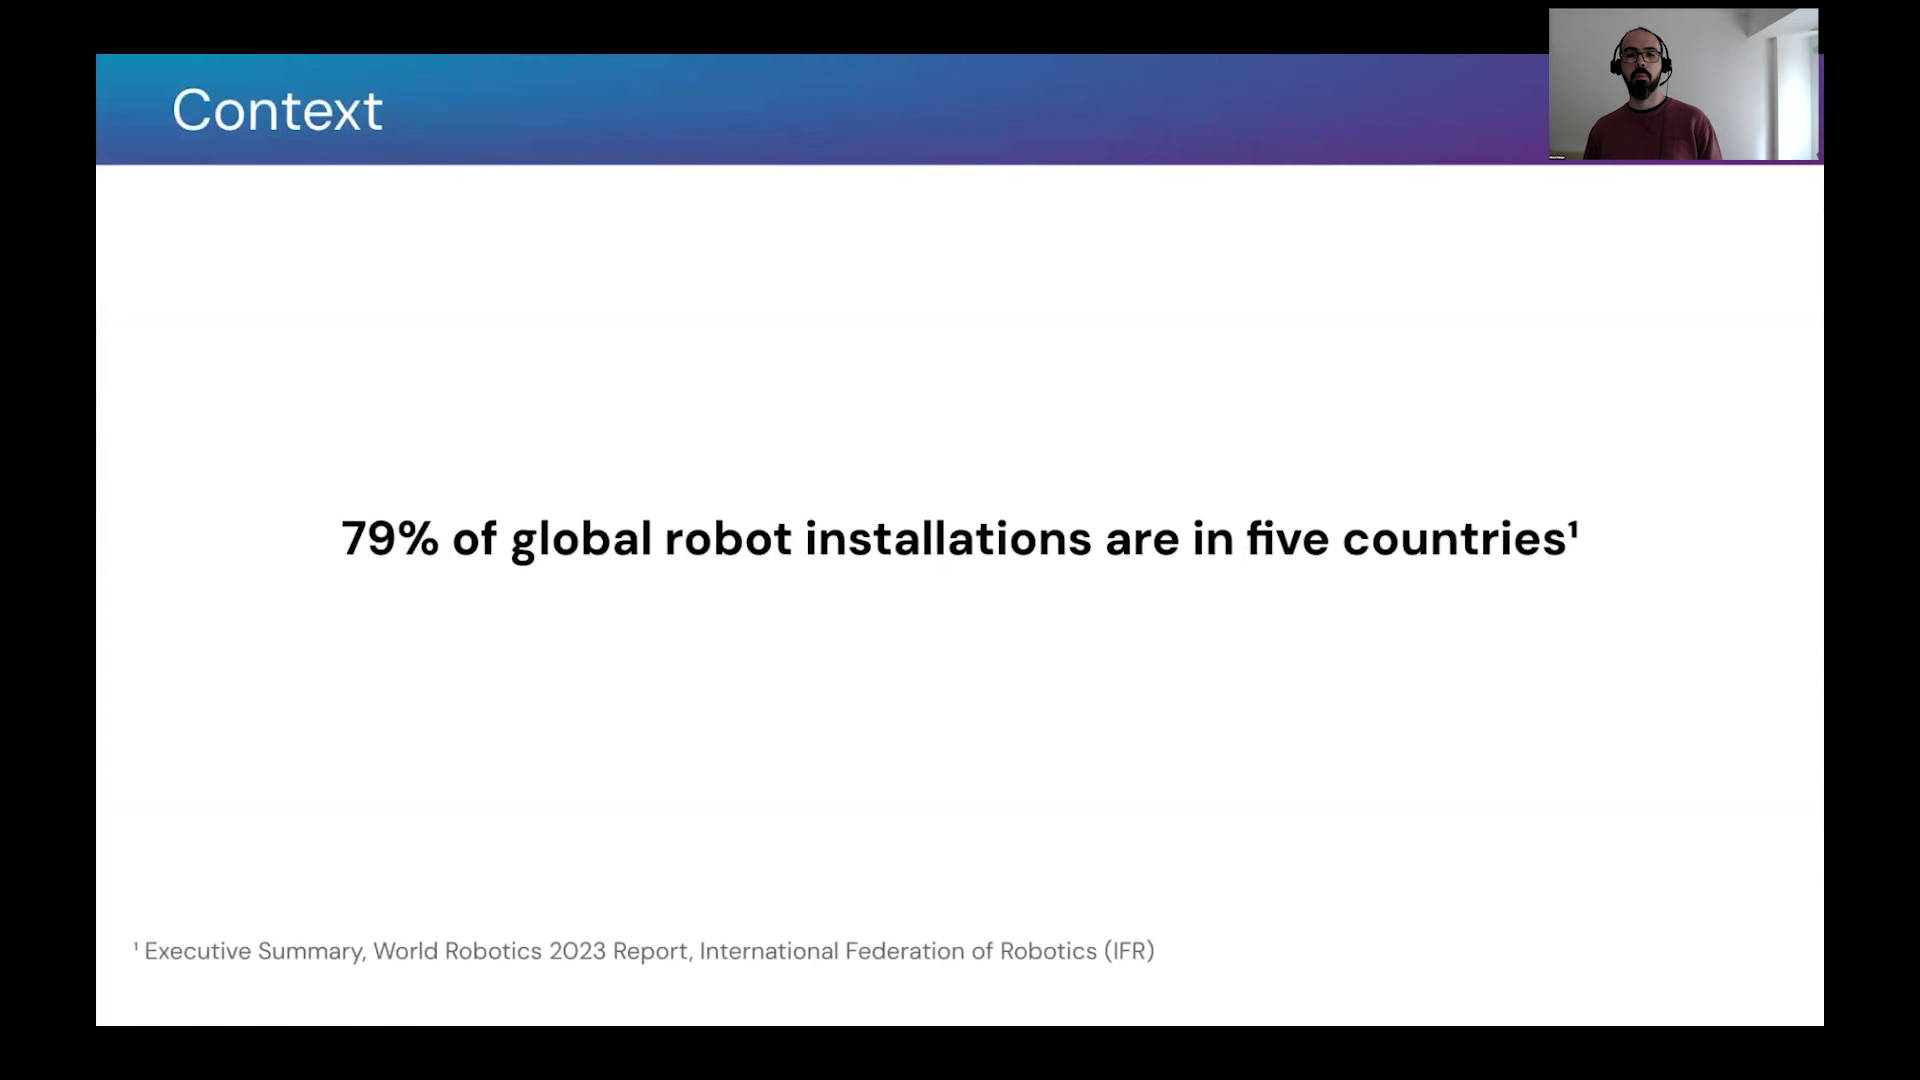 Context
79% of global robot installations are in five countries¹
¹ Executive Summary, World Robotics 2023 Report, International Federation of Robotics (IFR)